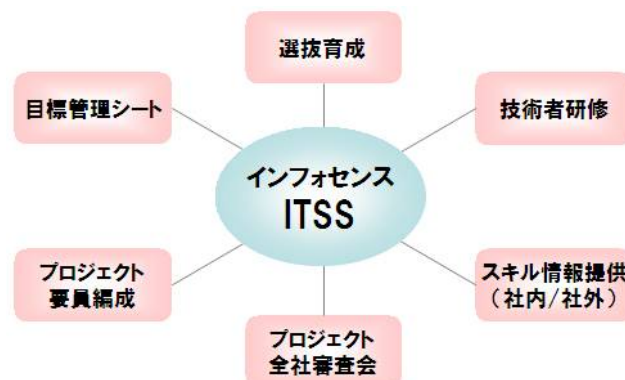 選抜育成
目標管理シート
技術者研修
インフォセンス
ITSS
プロジェクト
要員編成
スキル情報提供
（社内/社外）
プロジェクト
全社審査会